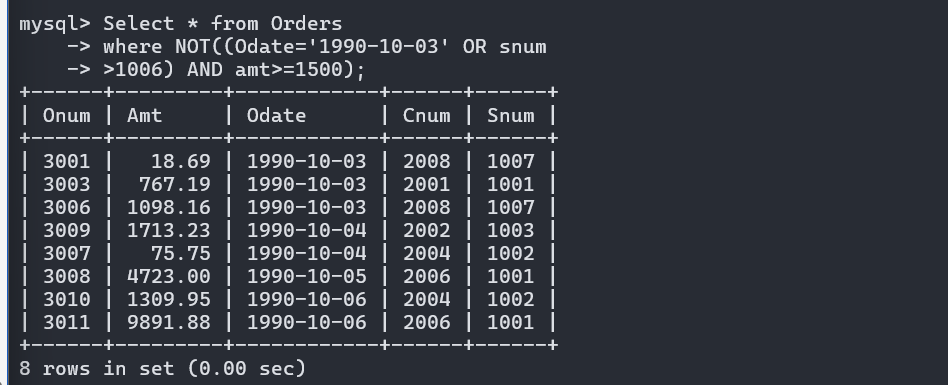 mysql> Select * from Orders
    -> where NOT((Odate='1990-10-03' OR snum
    -> >1006) AND amt>=1500);
+------+---------+------------+------+------+
| Onum | Amt     | Odate      | Cnum | Snum |
+------+---------+------------+------+------+
| 3001 |   18.69 | 1990-10-03 | 2008 | 1007 |
| 3003 |  767.19 | 1990-10-03 | 2001 | 1001 |
| 3006 | 1098.16 | 1990-10-03 | 2008 | 1007 |
| 3009 | 1713.23 | 1990-10-04 | 2002 | 1003 |
| 3007 |   75.75 | 1990-10-04 | 2004 | 1002 |
| 3008 | 4723.00 | 1990-10-05 | 2006 | 1001 |
| 3010 | 1309.95 | 1990-10-06 | 2004 | 1002 |
| 3011 | 9891.88 | 1990-10-06 | 2006 | 1001 |
+------+---------+------------+------+------+
8 rows in set (0.00 sec)